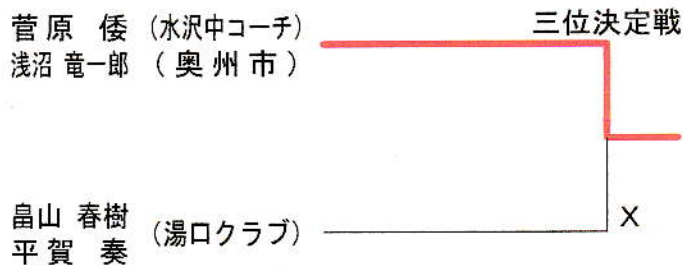 菅原 倭 (水沢中コーチ)
三位決定戦
浅沼 竜一郎 (奥州市)
畠山 春樹
(湯口クラブ)
平賀 奏
X